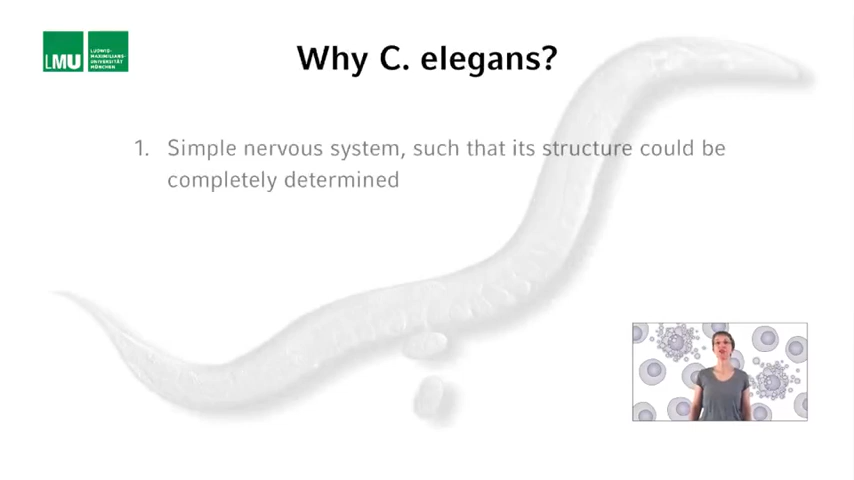 LMU
LUDWIG-
MAXIMILIANS-
UNIVERSITÄT
MÜNCHEN
Why C. elegans?
1. Simple nervous system, such that its structure could be
completely determined